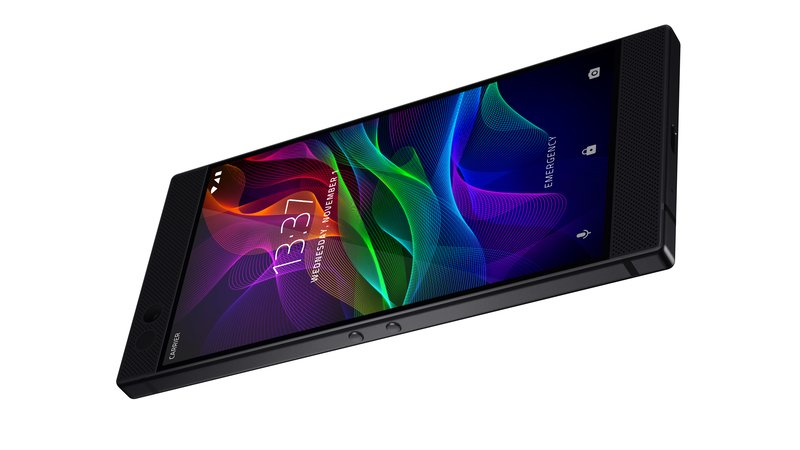 CARRIER
13:37
WEDNESDAY, NOVEMBER 1
EMERGENCY